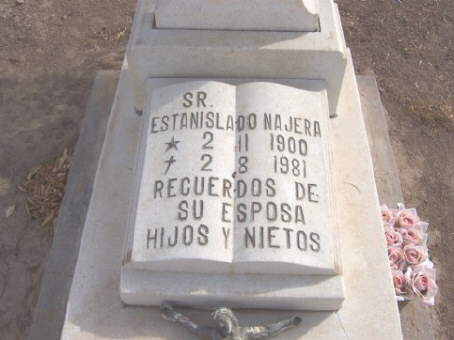 SR.
ESTANISLADO NAJERA
★ 2 11 1900
† 2 8 1981
RECUERDOS DE
SU ESPOSA
HIJOS Y NIETOS